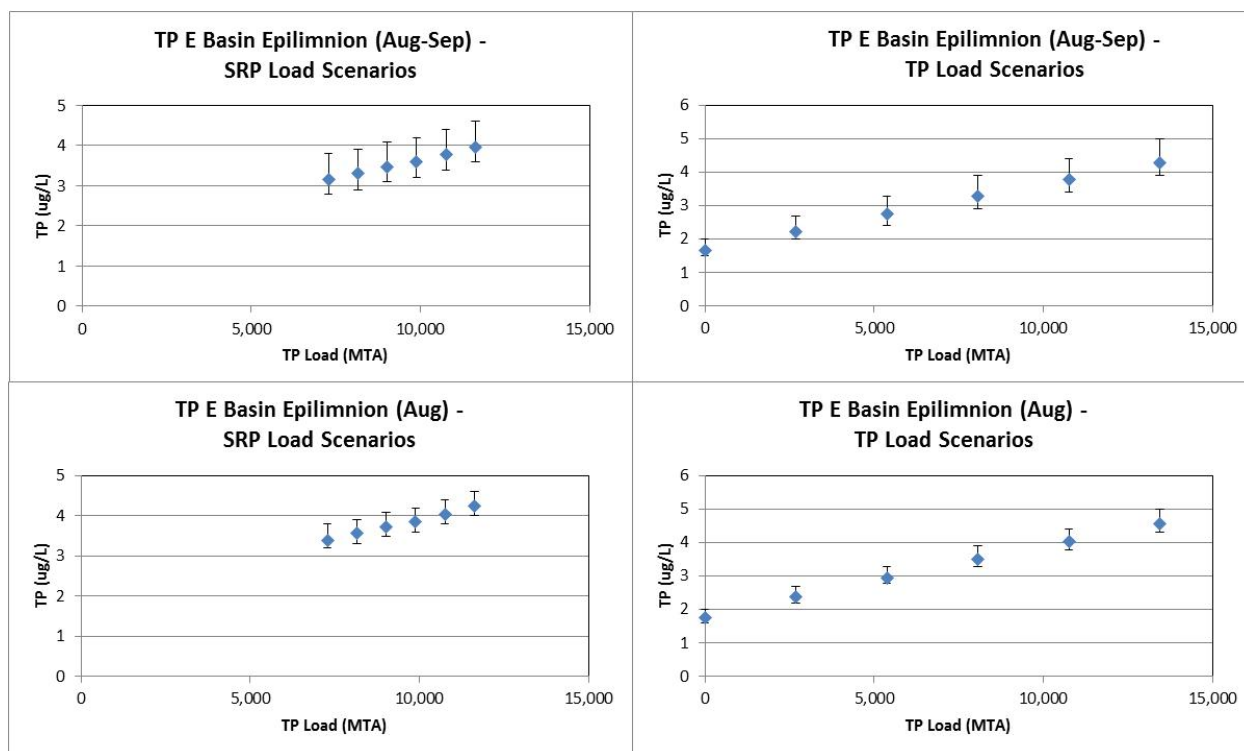 TP E Basin Epilimnion (Aug-Sep) -
SRP Load Scenarios
5
4
3
2
1
0
TP (ug/L)
0
5,000
10,000
15,000
TP Load (MTA)
TP E Basin Epilimnion (Aug-Sep) -
TP Load Scenarios
6
5
4
3
2
1
0
TP (ug/L)
0
5,000
10,000
15,000
TP Load (MTA)
TP E Basin Epilimnion (Aug) -
SRP Load Scenarios
5
4
3
2
1
0
TP (ug/L)
0
5,000
10,000
15,000
TP Load (MTA)
TP E Basin Epilimnion (Aug) -
TP Load Scenarios
6
5
4
3
2
1
0
TP (ug/L)
0
5,000
10,000
15,000
TP Load (MTA)